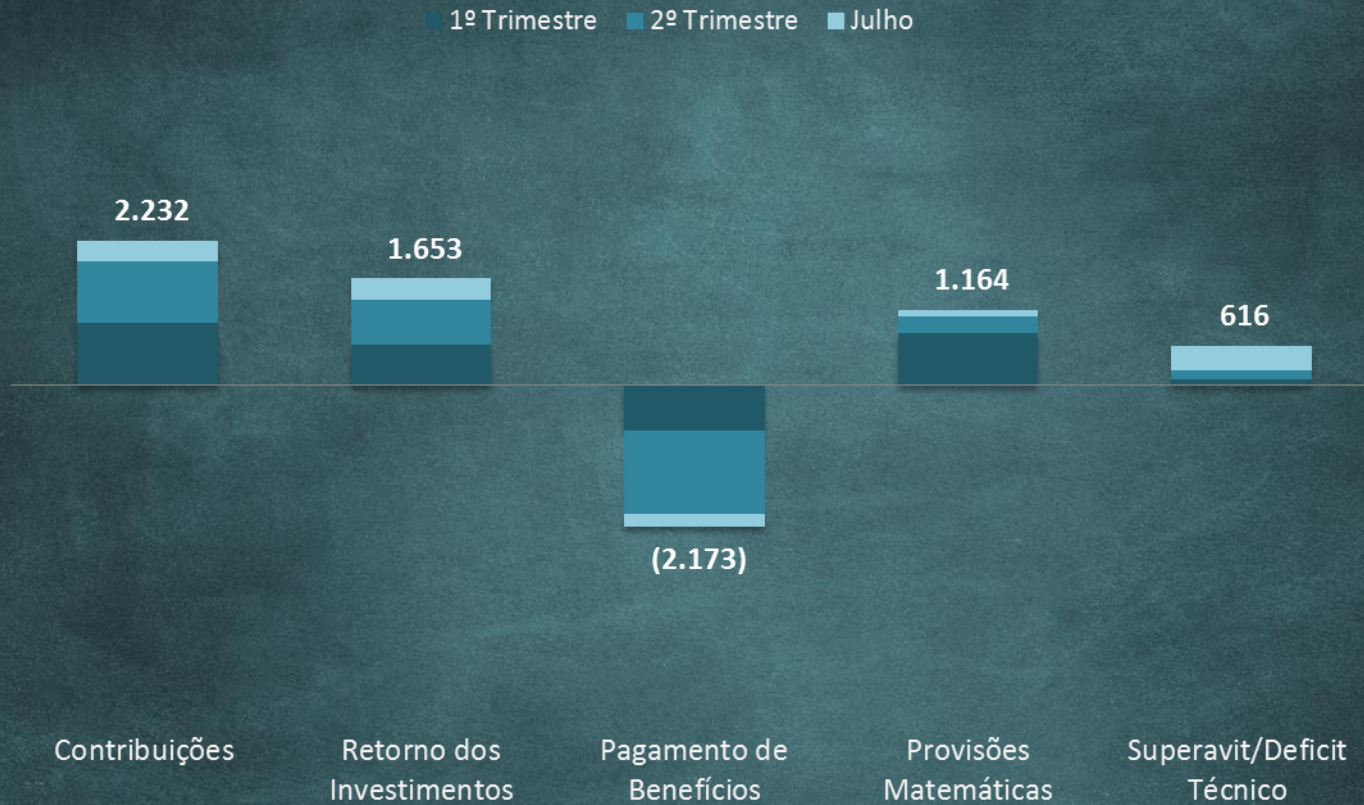 1º Trimestre 2º Trimestre Julho
2.232
1.653
1.164
616
(2.173)
Contribuições
Retorno dos
Investimentos
Pagamento de
Benefícios
Provisões
Matemáticas
Superavit/Deficit
Técnico